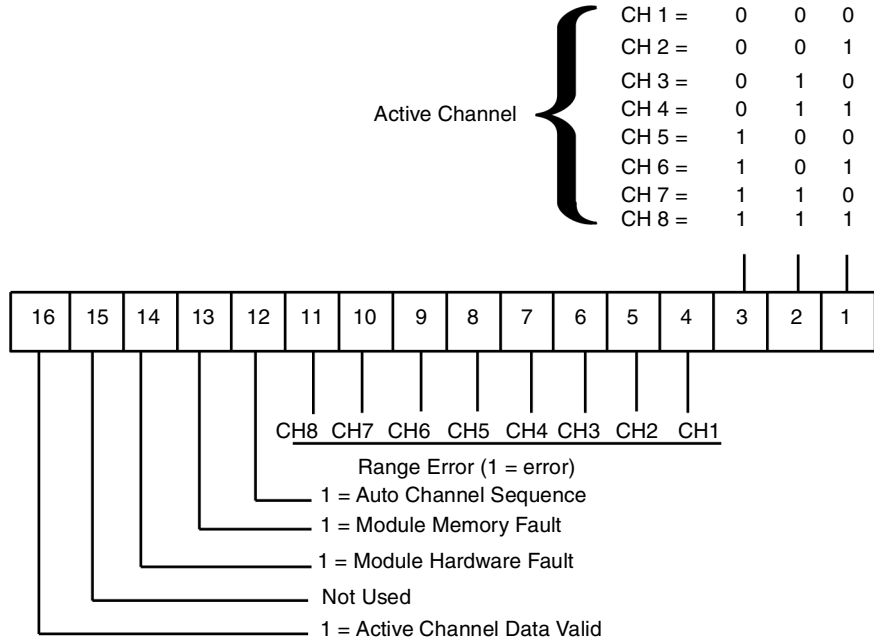 CH 1 = 0 0 0
CH 2 = 0 0 1
CH 3 = 0 1 0
CH 4 = 0 1 1
Active Channel
CH 5 = 1 0 0
CH 6 = 1 0 1
CH 7 = 1 1 0
CH 8 = 1 1 1
16 15 14 13 12 11 10 9 8 7 6 5 4 3 2 1
CH8 CH7 CH6 CH5 CH4 CH3 CH2 CH1
Range Error (1 = error)
1 = Auto Channel Sequence
1 = Module Memory Fault
1 = Module Hardware Fault
Not Used
1 = Active Channel Data Valid